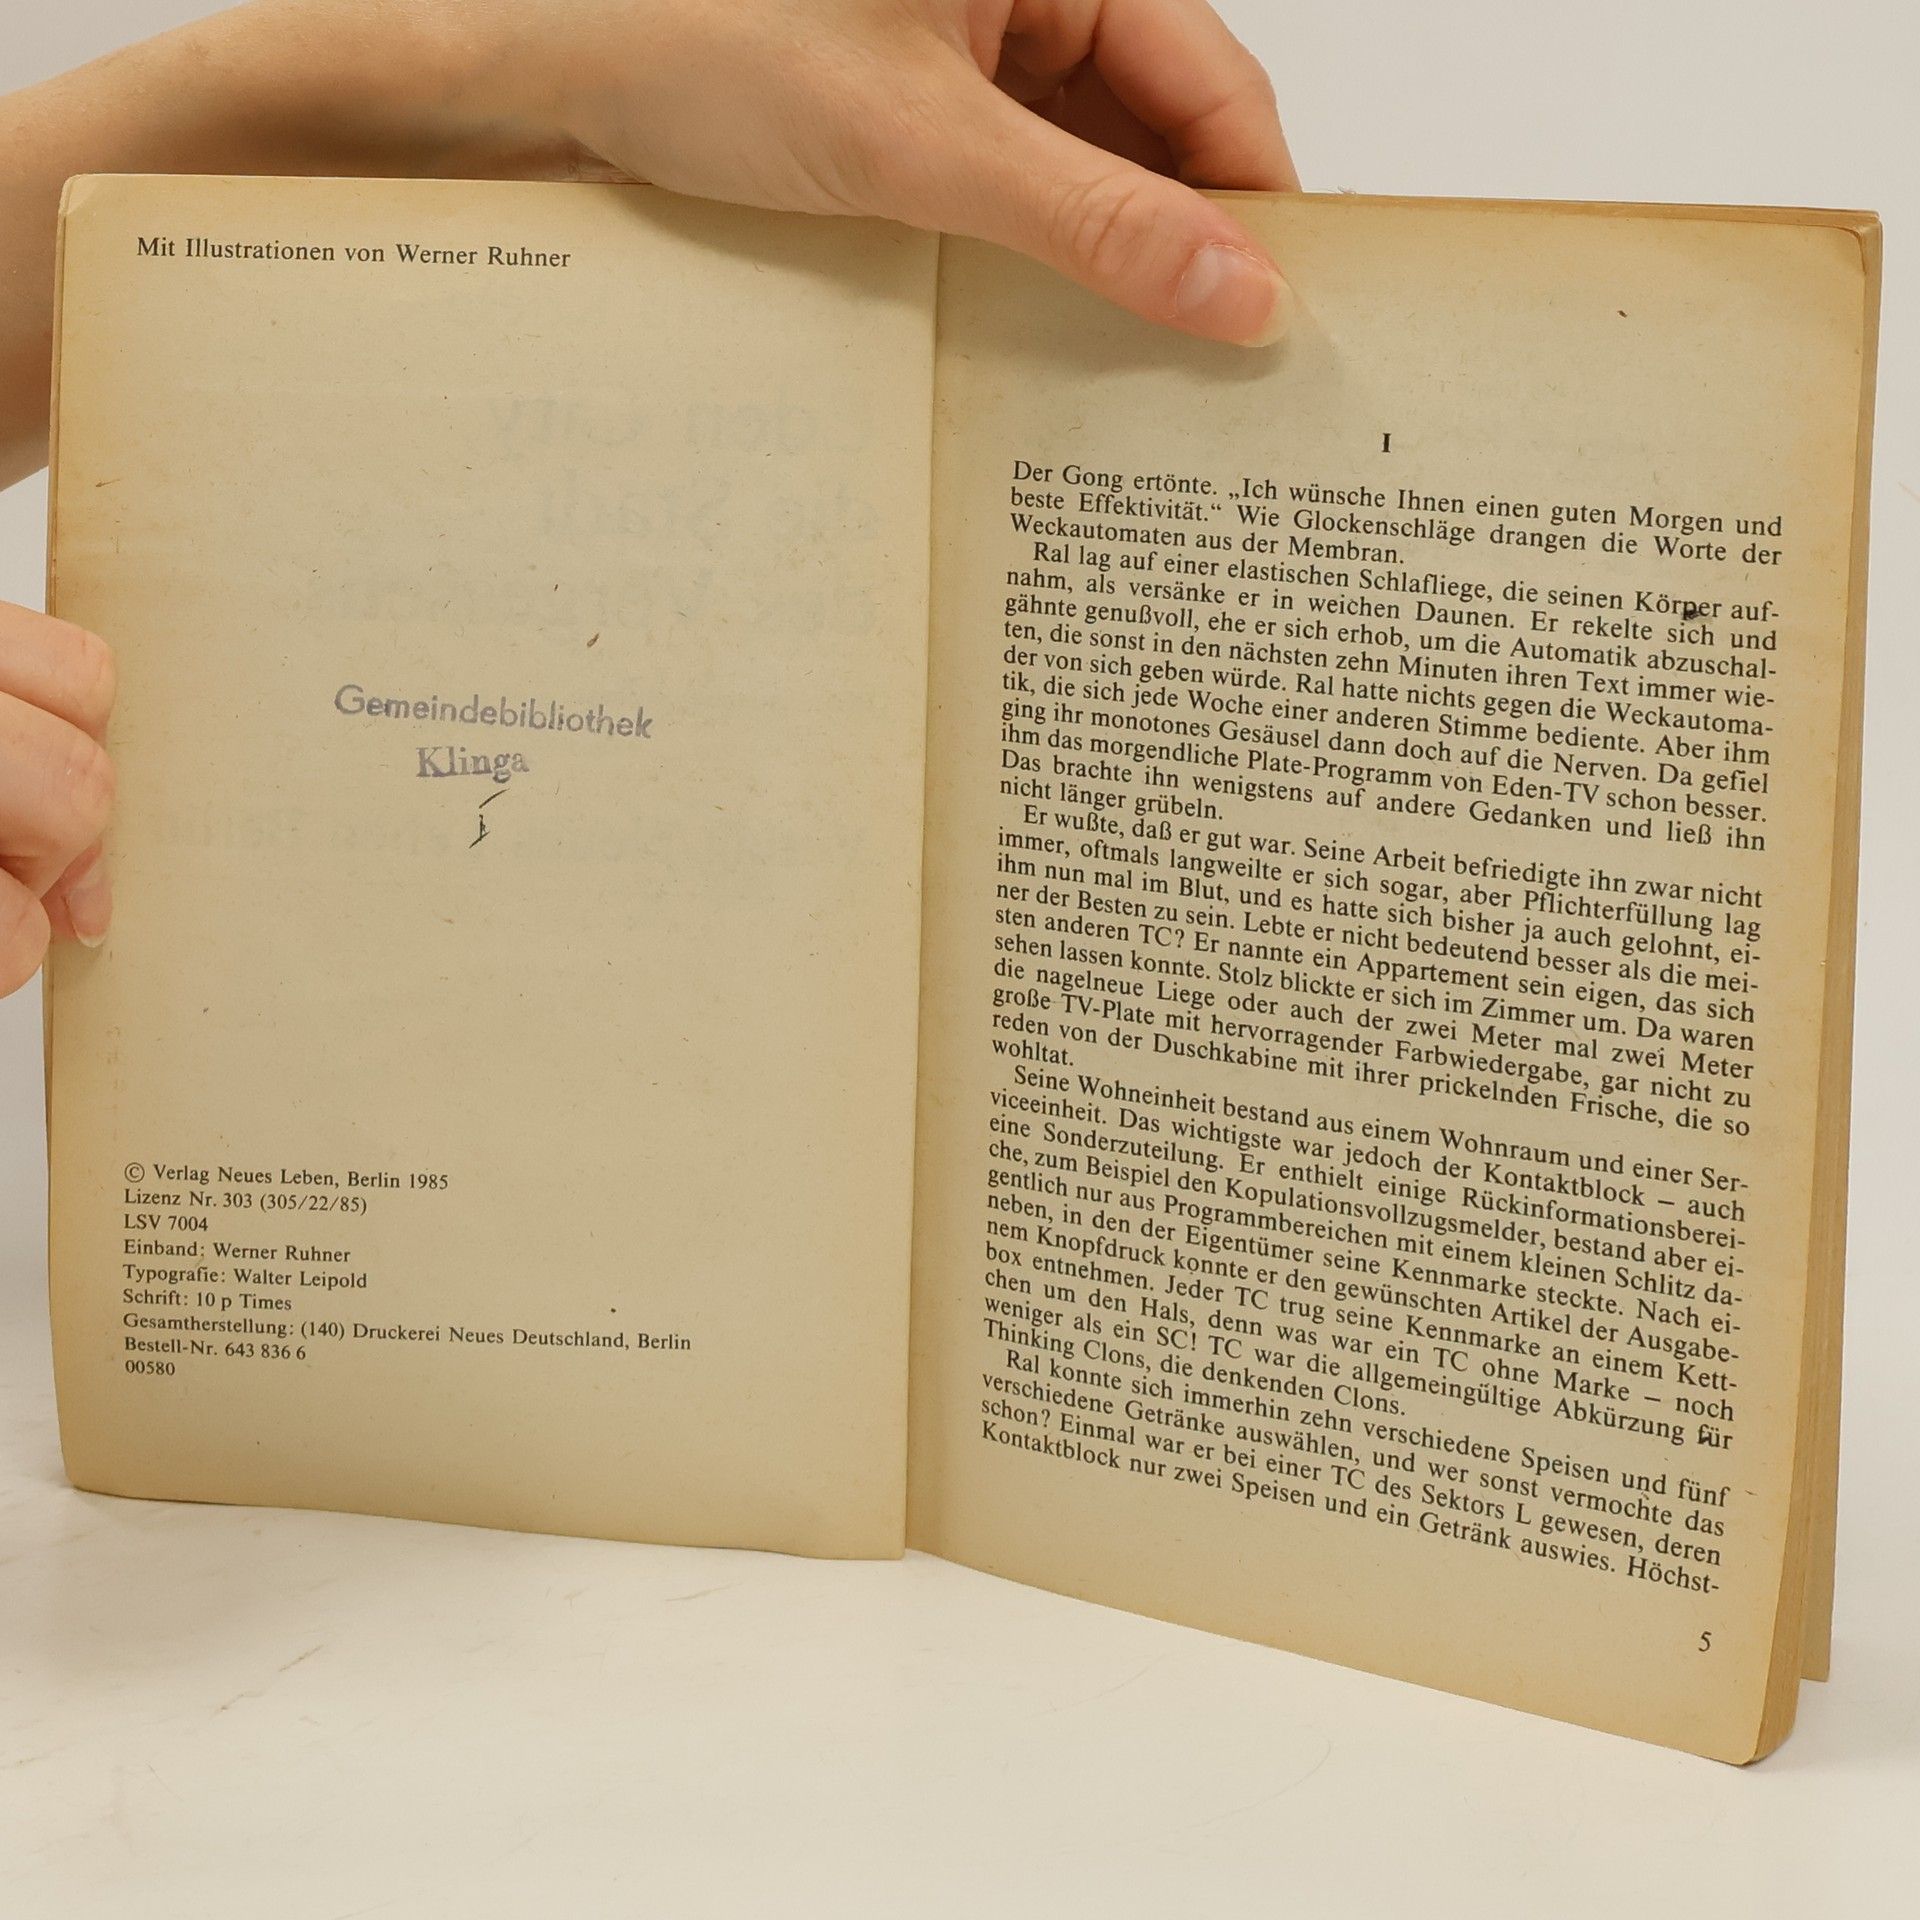 Mit Illustrationen von Werner Ruhner
Gemeindebibliothek
Klinga
© Verlag Neues Leben, Berlin 1985
Lizenz Nr. 303 (305/22/85)
LSV 7004
Einband: Werner Ruhner
Typografie: Walter Leipold
Schrift: 10 p Times
Gesamtherstellung: (140) Druckerei Neues Deutschland, Berlin
Bestell-Nr. 643 836 6
00580
I
Der Gong ertönte. „Ich wünsche Ihnen einen guten Morgen und
beste Effektivität.“ Wie Glockenschläge drangen die Worte der
Weckautomaten aus der Membran.
Ral lag auf einer elastischen Schlafliege, die seinen Körper auf-
nahm, als versänke er in weichen Daunen. Er rekelte sich und
gähnte genußvoll, ehe er sich erhob, um die Automatik abzuschal-
ten, die sonst in den nächsten zehn Minuten ihren Text immer wie-
der von sich geben würde. Ral hatte nichts gegen die Weckautoma-
tik, die sich jede Woche einer anderen Stimme bediente. Aber ihm
ging ihr monotones Gesäusel dann doch auf die Nerven. Da gefiel
ihm das morgendliche Plate-Programm von Eden-TV schon besser.
Das brachte ihn wenigstens auf andere Gedanken und ließ ihn
nicht länger grübeln.
Er wußte, daß er gut war. Seine Arbeit befriedigte ihn zwar nicht
immer, oftmals langweilte er sich sogar, aber Pflichterfüllung lag
ihm nun mal im Blut, und es hatte sich bisher ja auch gelohnt, ei-
ner der Besten zu sein. Lebte er nicht bedeutend besser als die mei-
sten anderen TC? Er nannte ein Appartement sein eigen, das sich
sehen lassen konnte. Stolz blickte er sich im Zimmer um. Da waren
die nagelneue Liege oder auch der zwei Meter mal zwei Meter
große TV-Plate mit hervorragender Farbwiedergabe, gar nicht zu
reden von der Duschkabine mit ihrer prickelnden Frische, die so
wohltat.
Seine Wohneinheit bestand aus einem Wohnraum und einer Ser-
viceeinheit. Das wichtigste war jedoch der Kontaktblock – auch
eine Sonderzuteilung. Er enthielt einige Rückinformationsberei-
che, zum Beispiel den Kopulationsvollzugsmelder, bestand aber ei-
gentlich nur aus Programmbereichen mit einem kleinen Schlitz da-
neben, in den der Eigentümer seine Kennmarke steckte. Nach ei-
nem Knopfdruck konnte er den gewünschten Artikel der Ausgabe-
box entnehmen. Jeder TC trug seine Kennmarke an einem Kett-
chen um den Hals, denn was war ein TC ohne Marke – noch
weniger als ein SC! TC war die allgemeingültige Abkürzung für
Thinking Clons, die denkenden Clons.
Ral konnte sich immerhin zehn verschiedene Speisen und fünf
verschiedene Getränke auswählen, und wer sonst vermochte das
schon? Einmal war er bei einer TC des Sektors L gewesen, deren
Kontaktblock nur zwei Speisen und ein Getränk auswies. Höchst-
5